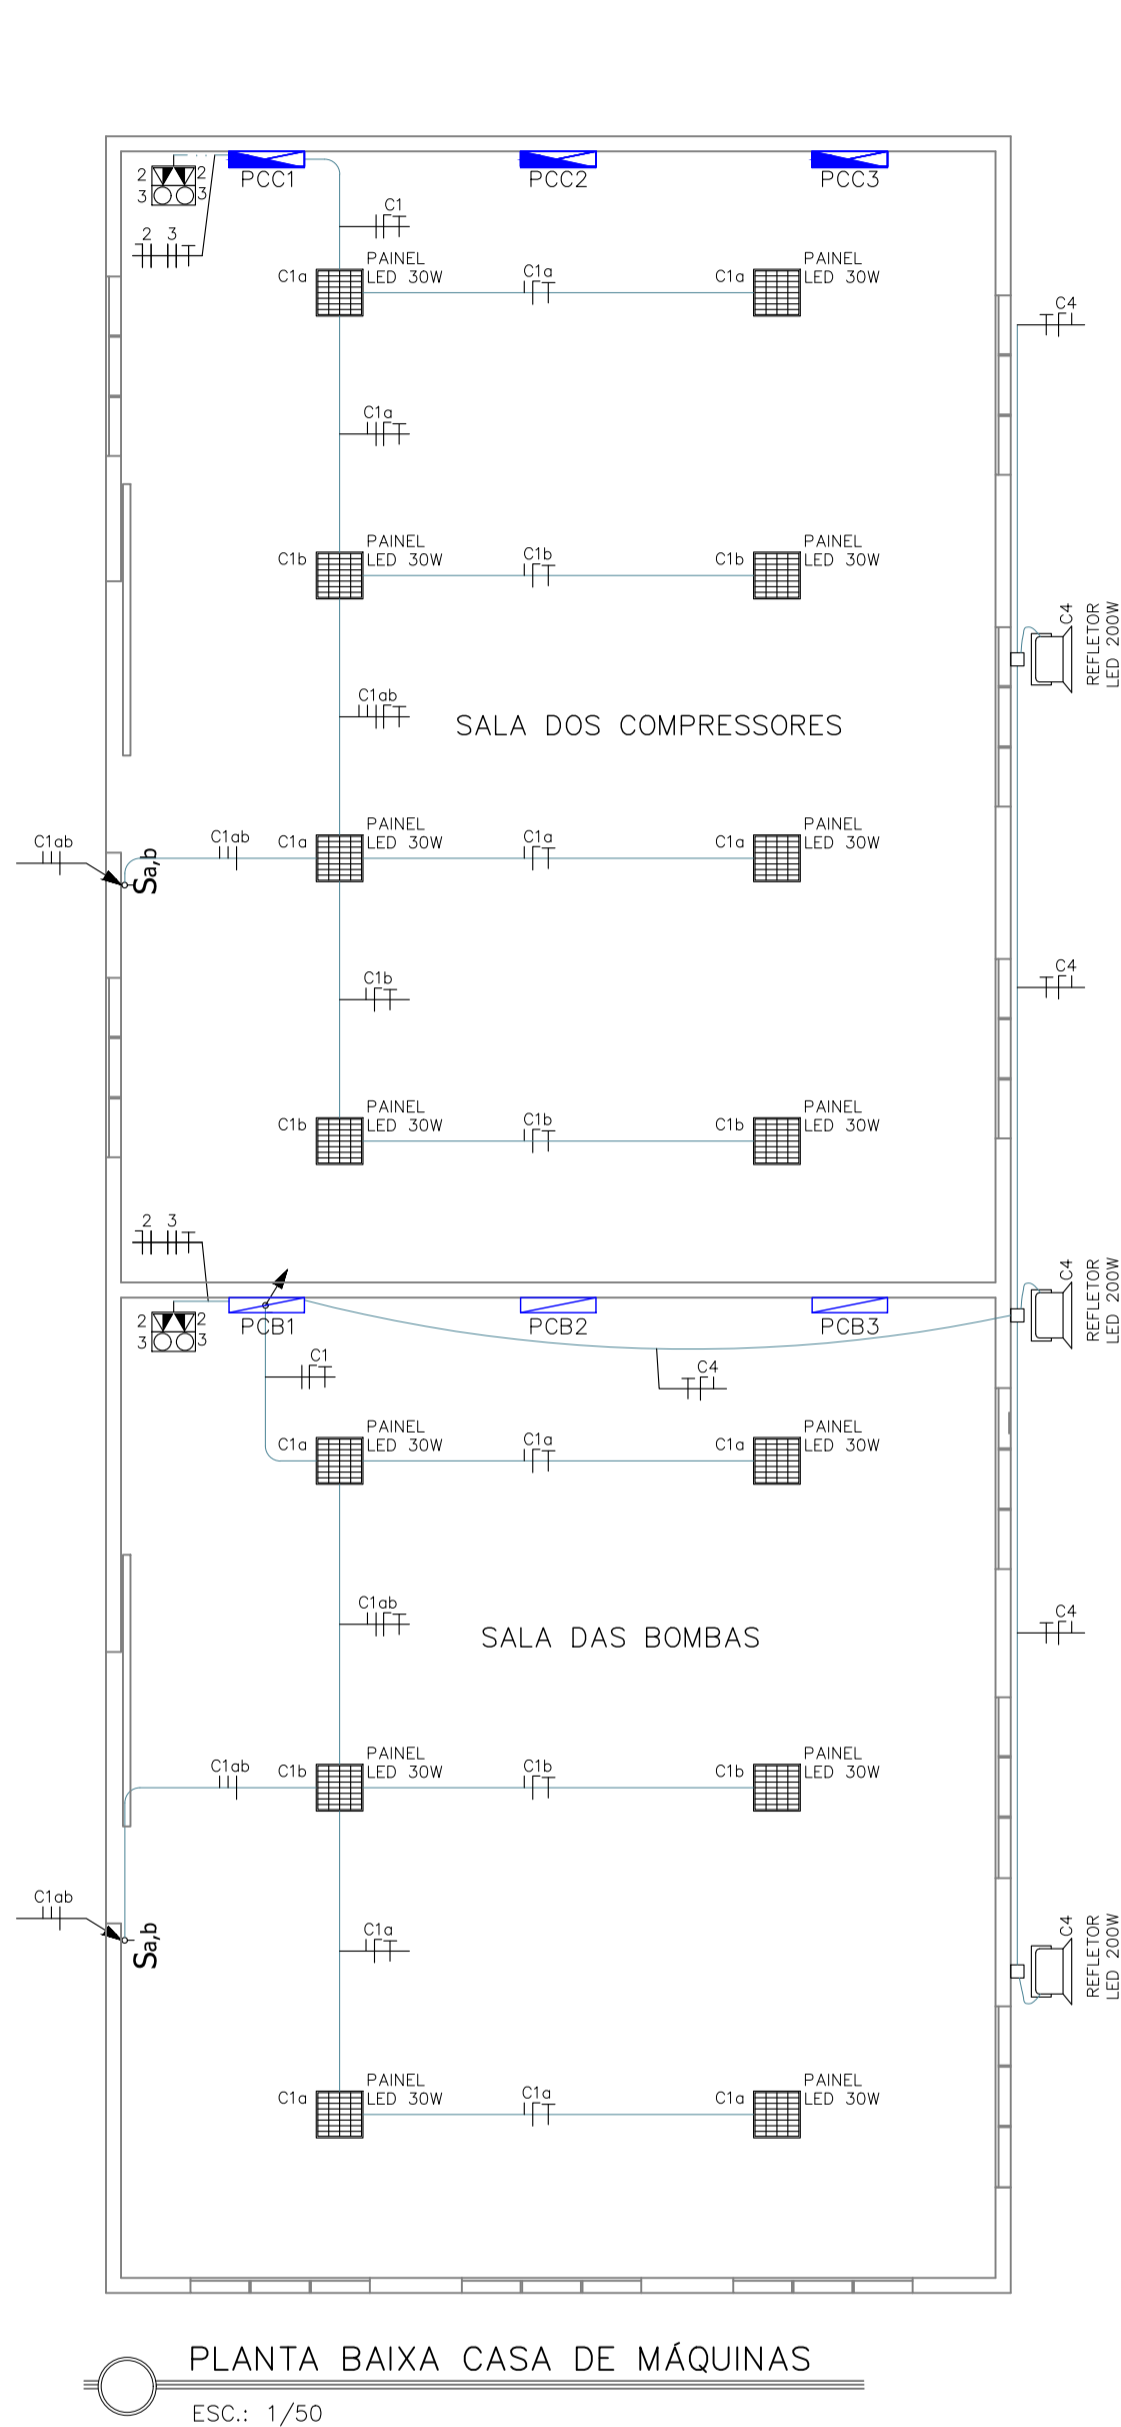 PCC1
PCC2
PCC3
2
2
3
3
2 3
C1
C1a
PAINEL
LED 30W
C1a
C1a
PAINEL
LED 30W
C4
C1a
C1b
PAINEL
LED 30W
C1b
C1b
PAINEL
LED 30W
C4
REFLETOR
LED 200W
C1ab
SALA DOS COMPRESSORES
C1ab
Sa,b
C1ab
C1a
PAINEL
LED 30W
C1a
PAINEL
LED 30W
C1b
C4
C1b
PAINEL
LED 30W
C1b
C1b
PAINEL
LED 30W
2 3
C4
REFLETOR
LED 200W
2
2
3
3
PCB1
PCB2
PCB3
C1
C4
C1a
PAINEL
LED 30W
C1a
C1a
PAINEL
LED 30W
C1ab
SALA DAS BOMBAS
C4
C1ab
C1b
PAINEL
LED 30W
C1b
C1b
PAINEL
LED 30W
C1ab
Sa,b
C1a
C4
REFLETOR
LED 200W
C1a
PAINEL
LED 30W
C1a
C1a
PAINEL
LED 30W
PLANTA BAIXA CASA DE MÁQUINAS
ESC.: 1/50